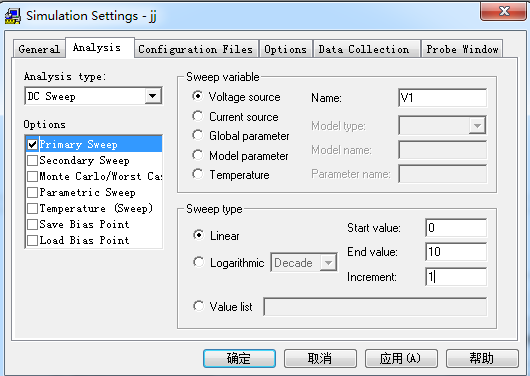 Simulation Settings - jj
General
Analysis
Configuration Files
Options
Data Collection
Probe Window
Analysis type:
DC Sweep
Options
Primary Sweep
Secondary Sweep
Monte Carlo/Worst Cas
Parametric Sweep
Temperature (Sweep)
Save Bias Point
Load Bias Point
Sweep variable
Voltage source
Current source
Global parameter
Model parameter
Temperature
Name:
V1
Model type:
Model name:
Parameter name:
Sweep type
Linear
Logarithmic
Decade
Value list
Start value:
0
End value:
10
Increment:
1
确定
取消
应用(A)
帮助